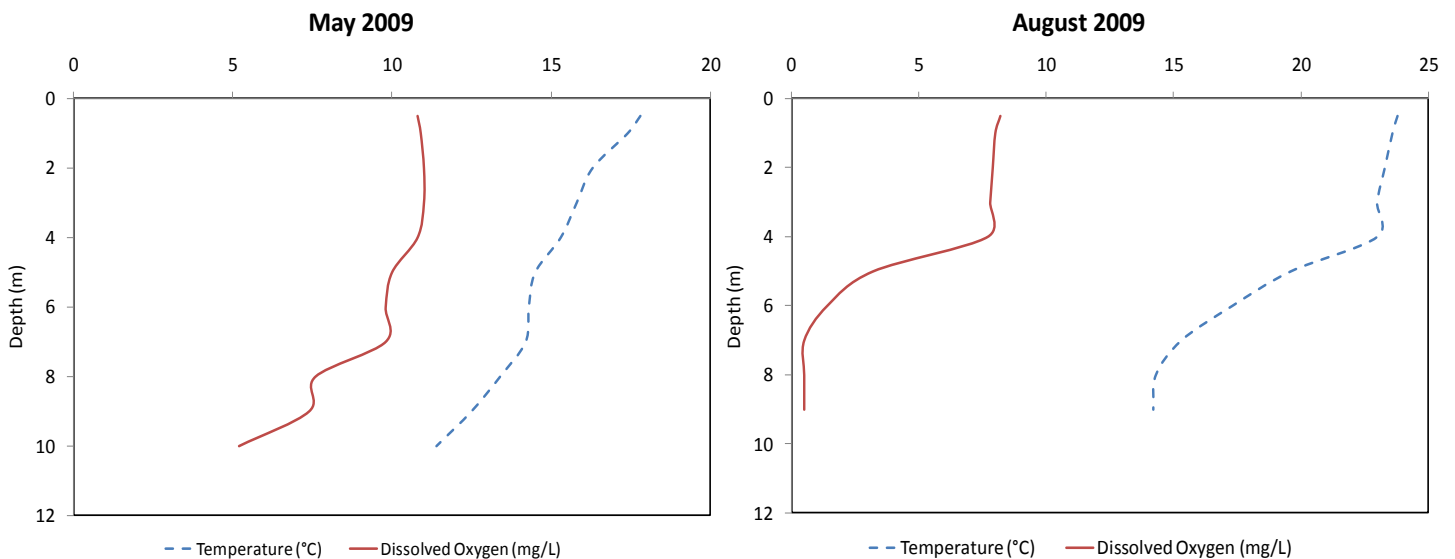 May 2009
0 5 10 15 20
0
2
4
6
8
10
12
Depth (m)
Temperature (°C) Dissolved Oxygen (mg/L)
August 2009
0 5 10 15 20 25
0
2
4
6
8
10
12
Depth (m)
Temperature (°C) Dissolved Oxygen (mg/L)